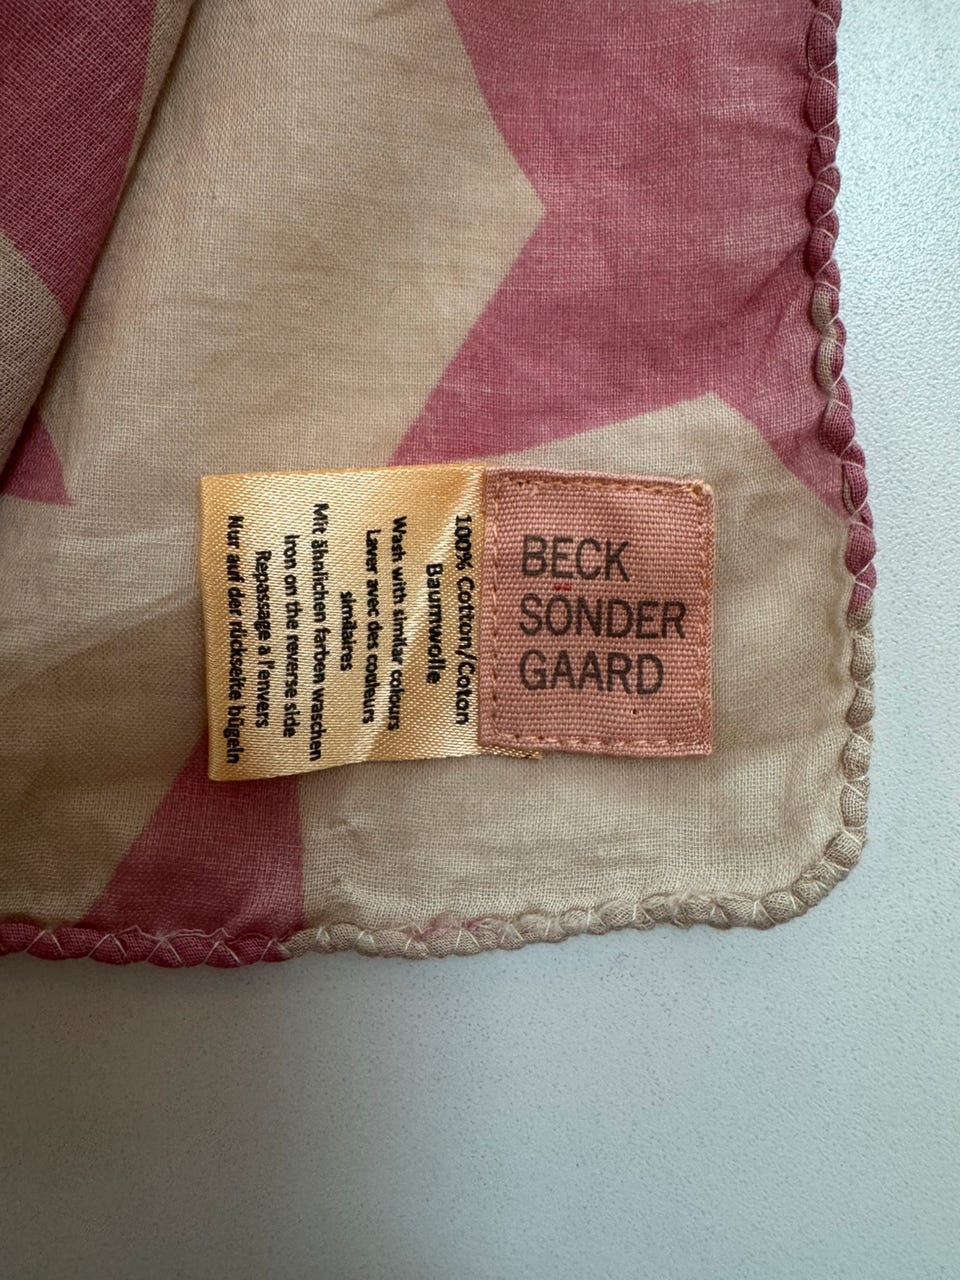 BECK
SÖNDER
GAARD
100% Cotton/Coton
Baumwolle
Wash with similar colours
Laver avec des couleurs
similaires
Mit ähnlichen farben waschen
Iron on the reverse side
Repassage a l'envers
Nur auf der rückseite bügeln